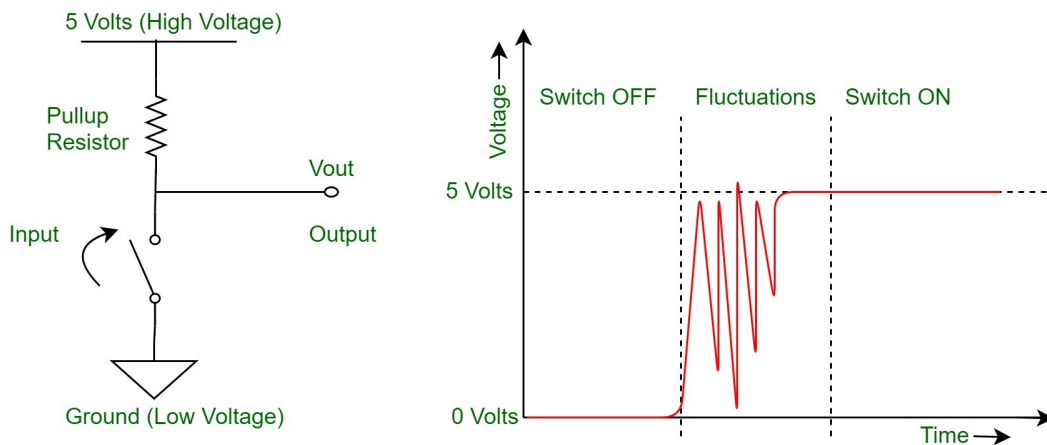 5 Volts (High Voltage)
Pullup
Resistor
Vout
Input
Output
Ground (Low Voltage)
Voltage
Switch OFF
Fluctuations
Switch ON
5 Volts
0 Volts
Time